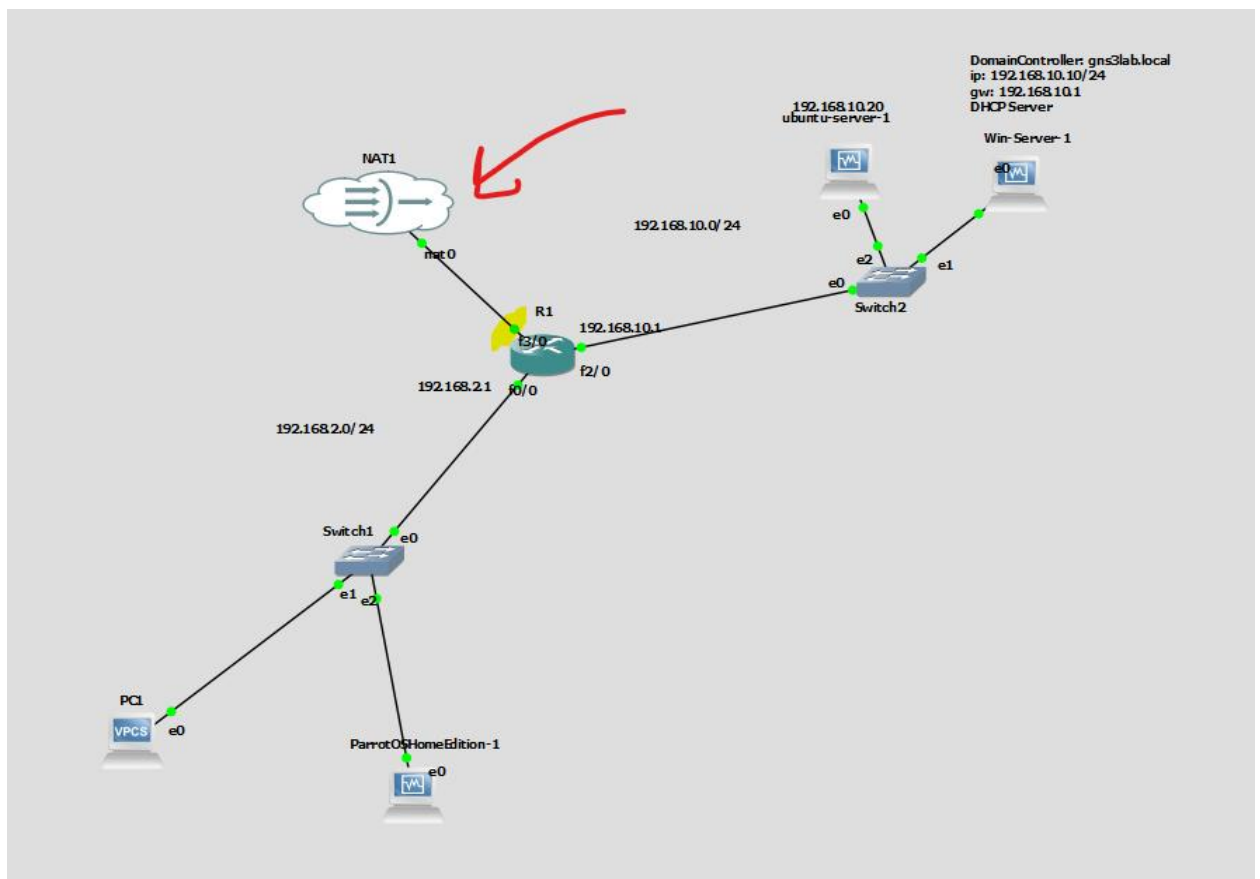 DomainController: gns3lab.local
ip: 192.168.10.10/24
gw: 192.168.10.1
DHCP Server
192.168.10.20
ubuntu-server-1
Win-Server-1
e0
NAT1
e0
192.168.10.0/24
nat0
e2
e1
e0
Switch2
R1
192.168.10.1
f3/0
f2/0
192.168.2.1
f0/0
192.168.2.0/24
Switch1
e0
e1
e2
PC1
VPCS
e0
ParrotOSHomeEdition-1
e0